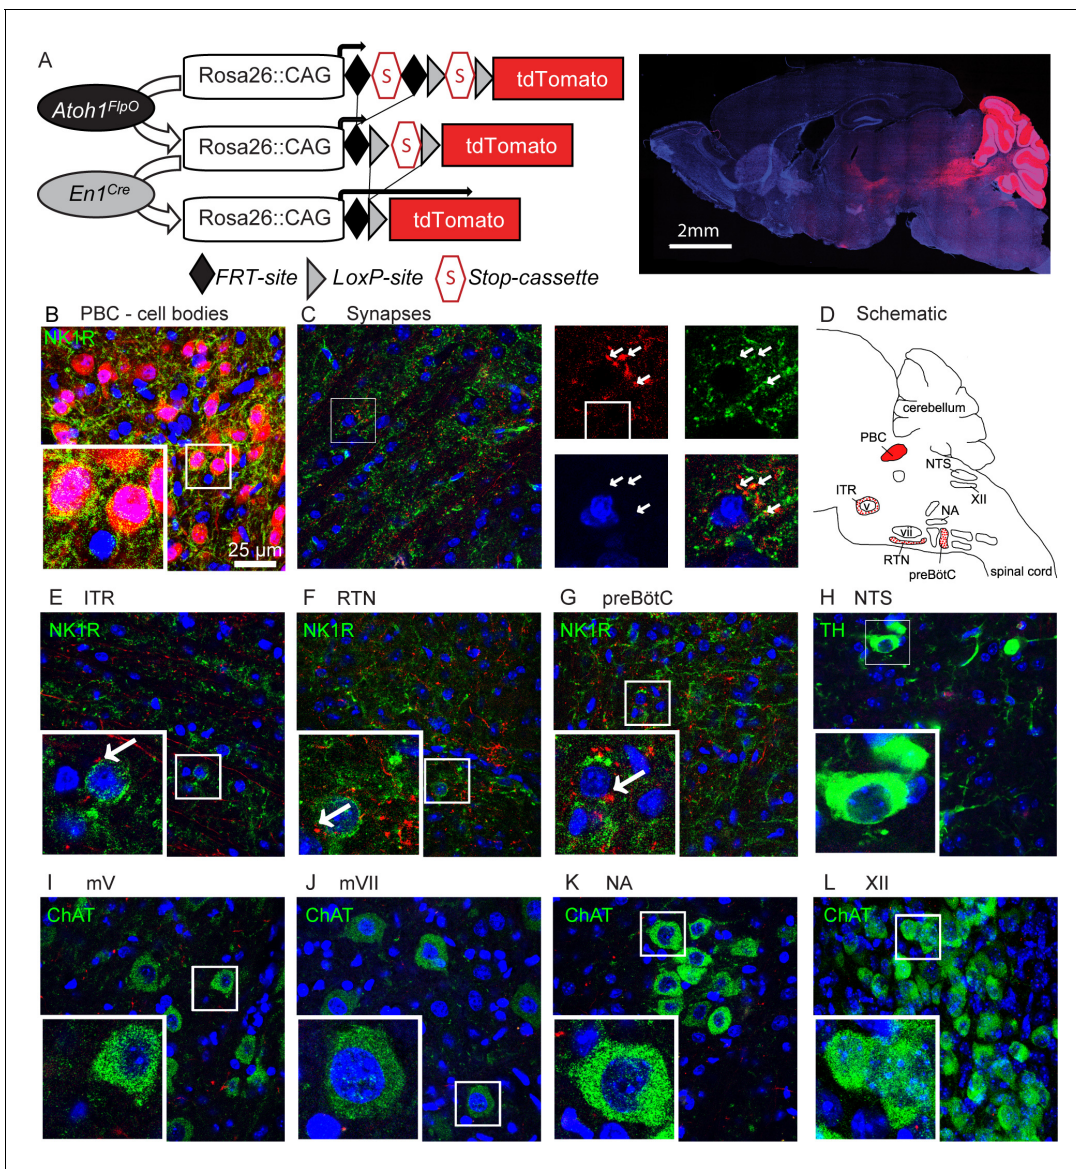 A
Rosa26::CAG S S tdTomato
Atoh1FlpO
Rosa26::CAG S tdTomato
En1Cre
Rosa26::CAG tdTomato
2mm
FRT-site LoxP-site S Stop-cassette
B PBC - cell bodies C Synapses D Schematic
NK1R
25 µm
cerebellum
PBC
NTS
XII
ITR
V
NA
vii
RTN
preBötC
spinal cord
E ITR F RTN G preBötC H NTS
NK1R NK1R NK1R TH
I mV J mVII K NA L XII
ChAT ChAT ChAT ChAT